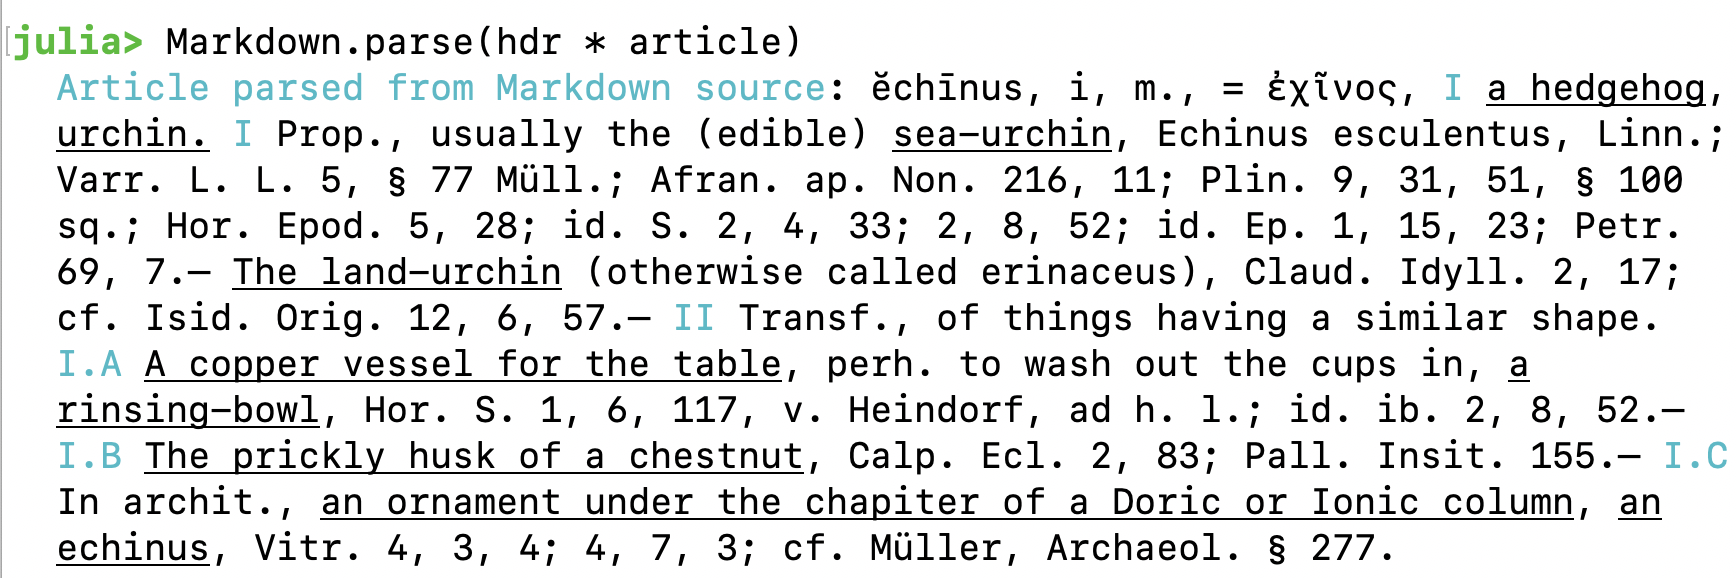 julia> Markdown.parse(hdr * article)
Article parsed from Markdown source: ĕchīnus, i, m., = ἐχῖνος, I a hedgehog,
urchin. I Prop., usually the (edible) sea—urchin, Echinus esculentus, Linn.;
Varr. L. L. 5, § 77 Müll.; Afran. ap. Non. 216, 11; Plin. 9, 31, 51, § 100
sq.; Hor. Epod. 5, 28; id. S. 2, 4, 33; 2, 8, 52; id. Ep. 1, 15, 23; Petr.
69, 7.— The land—urchin (otherwise called erinaceus), Claud. Idyll. 2, 17;
cf. Isid. Orig. 12, 6, 57.— II Transf., of things having a similar shape.
I.A A copper vessel for the table, perh. to wash out the cups in, a
rinsing—bowl, Hor. S. 1, 6, 117, v. Heindorf, ad h. l.; id. ib. 2, 8, 52.—
I.B The prickly husk of a chestnut, Calp. Ecl. 2, 83; Pall. Insit. 155.— I.C
In archit., an ornament under the chapiter of a Doric or Ionic column, an
echinus, Vitr. 4, 3, 4; 4, 7, 3; cf. Müller, Archaeol. § 277.